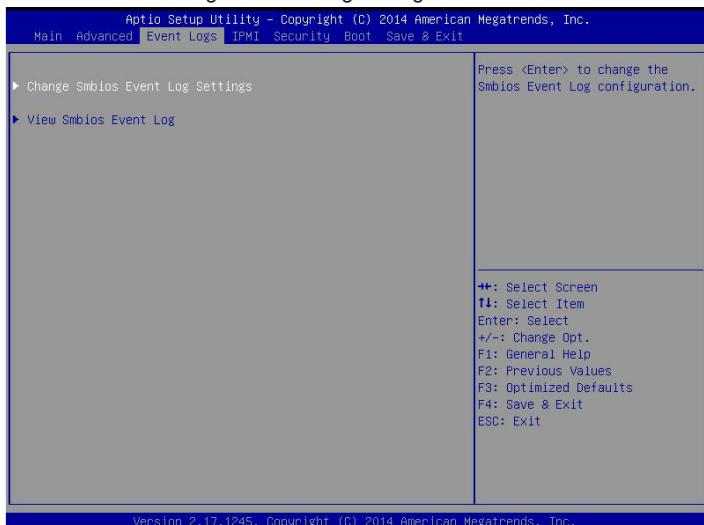 Aptio Setup Utility – Copyright (C) 2014 American Megatrends, Inc.
Main Advanced Event Logs IPMI Security Boot Save & Exit
▶ Change Smbios Event Log Settings
▶ View Smbios Event Log
Press <Enter> to change the
Smbios Event Log configuration.
→←: Select Screen
↑↓: Select Item
Enter: Select
+/-: Change Opt.
F1: General Help
F2: Previous Values
F3: Optimized Defaults
F4: Save & Exit
ESC: Exit
Version 2.17.1245. Copyright (C) 2014 American Megatrends, Inc.